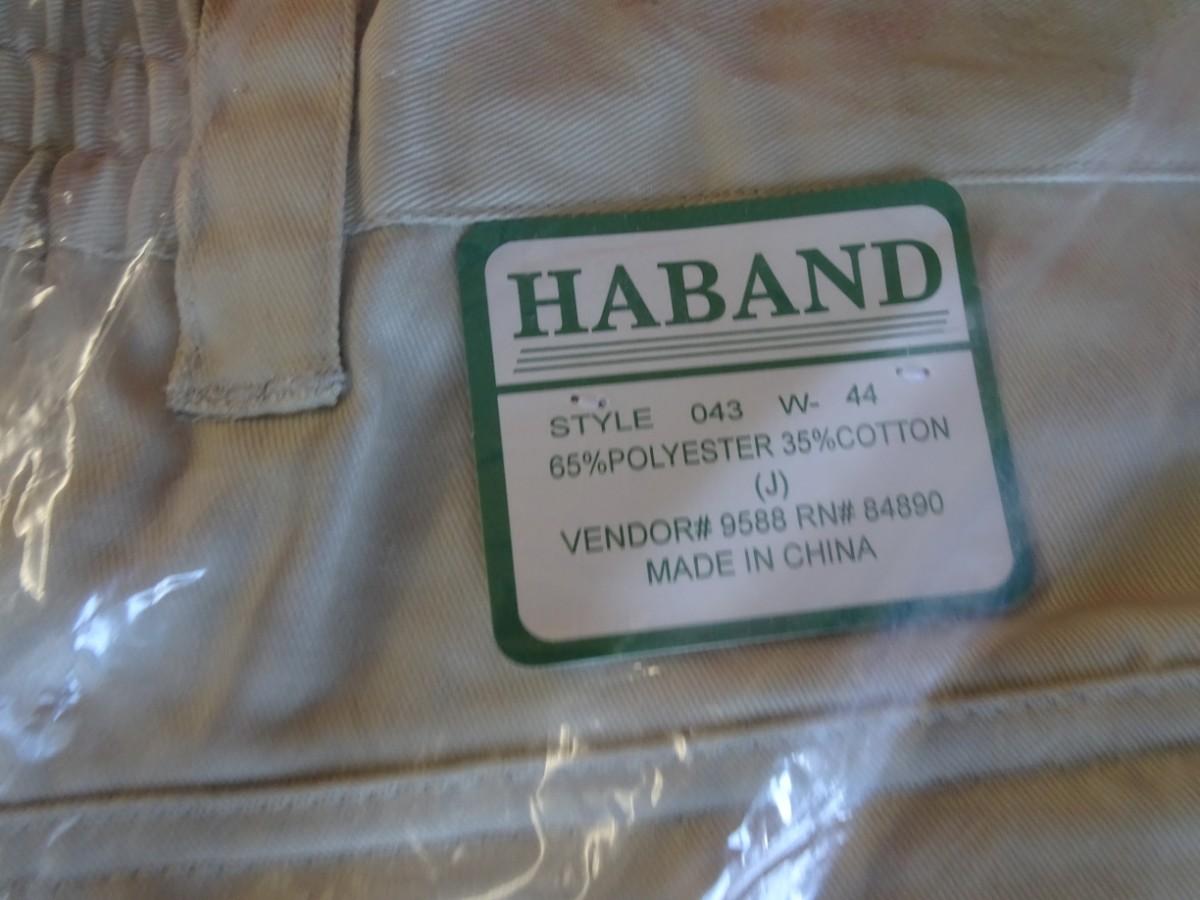 HABAND
STYLE 043 W- 44
65%POLYESTER 35%COTTON
(J)
VENDOR# 9588 RN# 84890
MADE IN CHINA